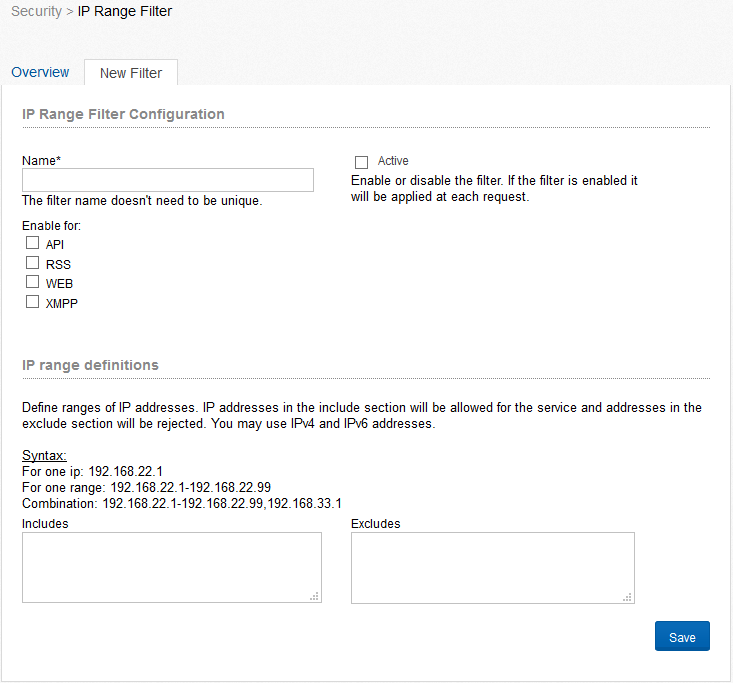 Security > IP Range Filter
Overview
New Filter
IP Range Filter Configuration
Name*
Active
The filter name doesn't need to be unique.
Enable or disable the filter. If the filter is enabled it
will be applied at each request.
Enable for:
API
RSS
WEB
XMPP
IP range definitions
Define ranges of IP addresses. IP addresses in the include section will be allowed for the service and addresses in the
exclude section will be rejected. You may use IPv4 and IPv6 addresses.
Syntax:
For one ip: 192.168.22.1
For one range: 192.168.22.1-192.168.22.99
Combination: 192.168.22.1-192.168.22.99,192.168.33.1
Includes
Excludes
Save